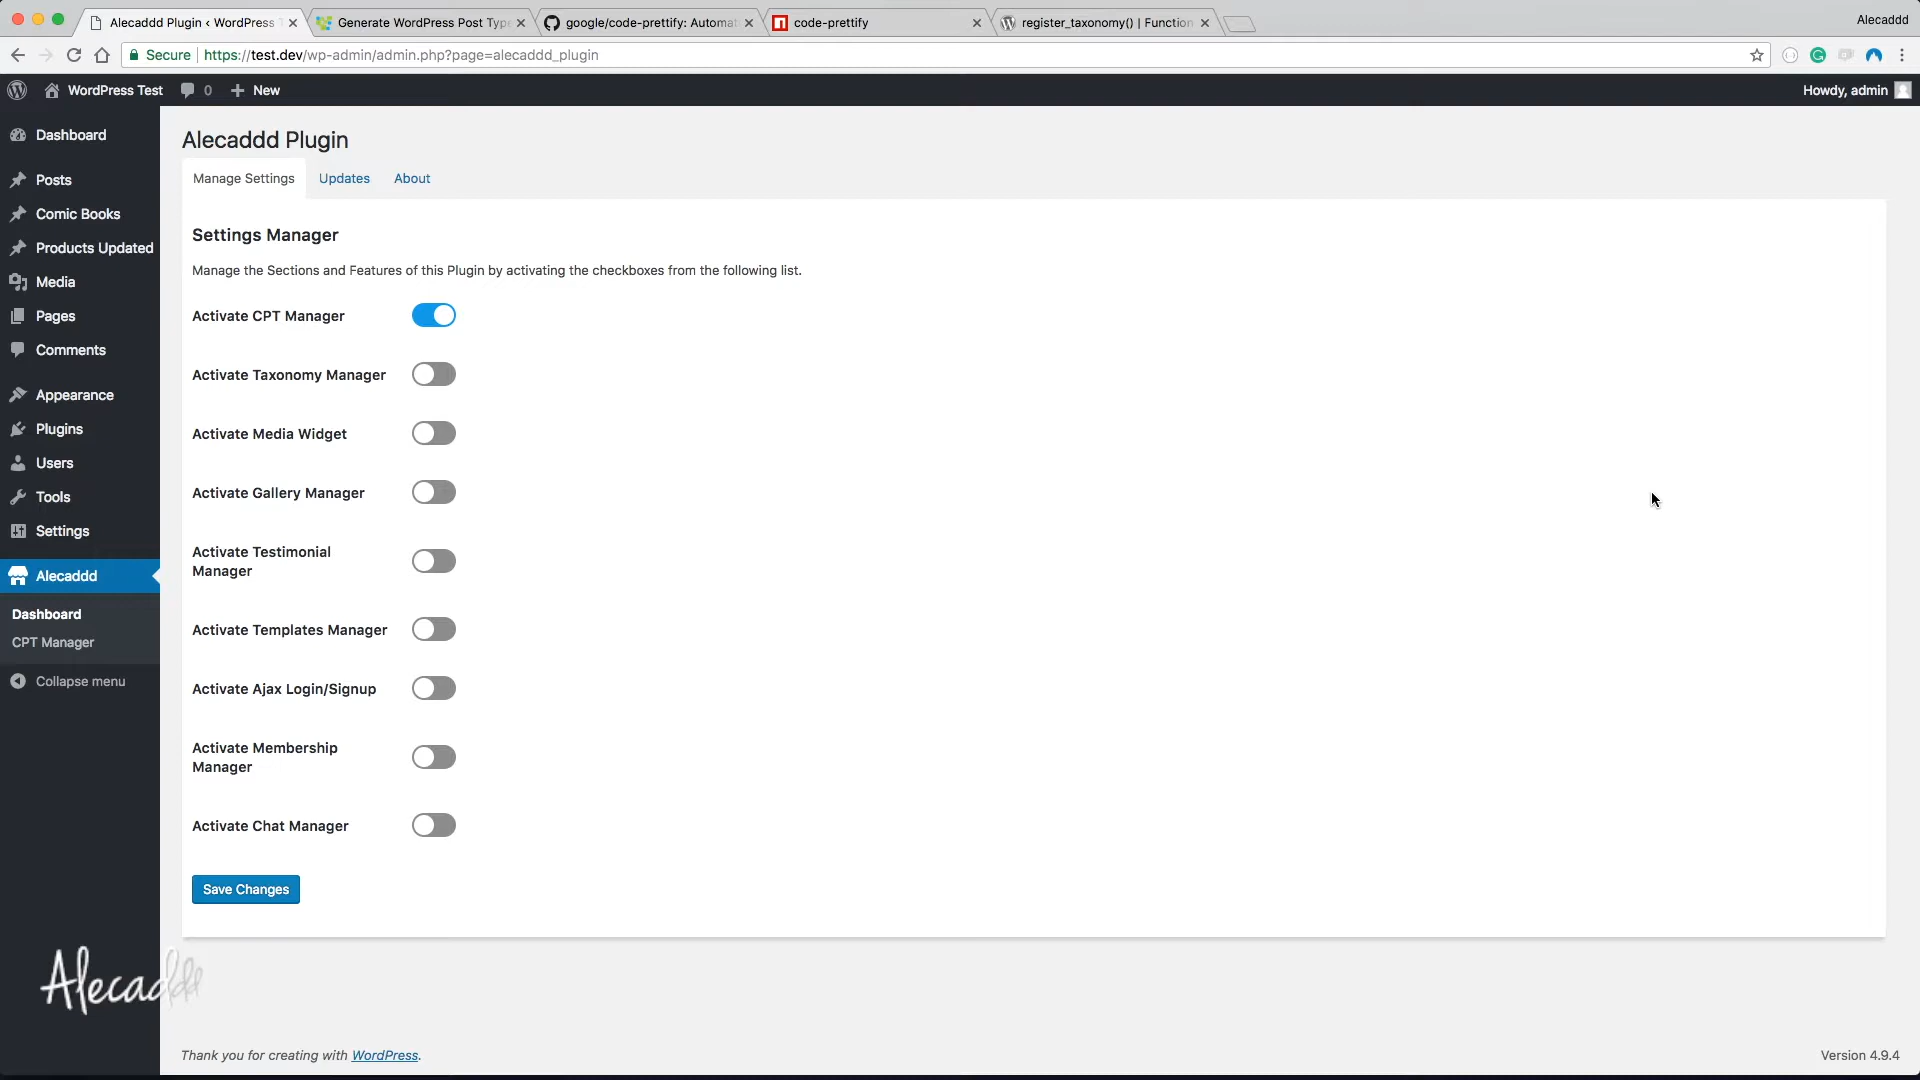 Alecaddd Plugin ‹ WordPress T
Generate WordPress Post Type
google/code-prettify: Automat
code-prettify
register_taxonomy() | Function
Alecaddd
Secure
https://test.dev/wp-admin/admin.php?page=alecaddd_plugin
WordPress Test
0
New
Howdy, admin
Dashboard
Posts
Comic Books
Products Updated
Media
Pages
Comments
Appearance
Plugins
Users
Tools
Settings
Alecaddd
Dashboard
CPT Manager
Collapse menu
Alecaddd Plugin
Manage Settings
Updates
About
Settings Manager
Manage the Sections and Features of this Plugin by activating the checkboxes from the following list.
Activate CPT Manager
Activate Taxonomy Manager
Activate Media Widget
Activate Gallery Manager
Activate Testimonial
Manager
Activate Templates Manager
Activate Ajax Login/Signup
Activate Membership
Manager
Activate Chat Manager
Save Changes
Alecaddd
Thank you for creating with WordPress.
Version 4.9.4